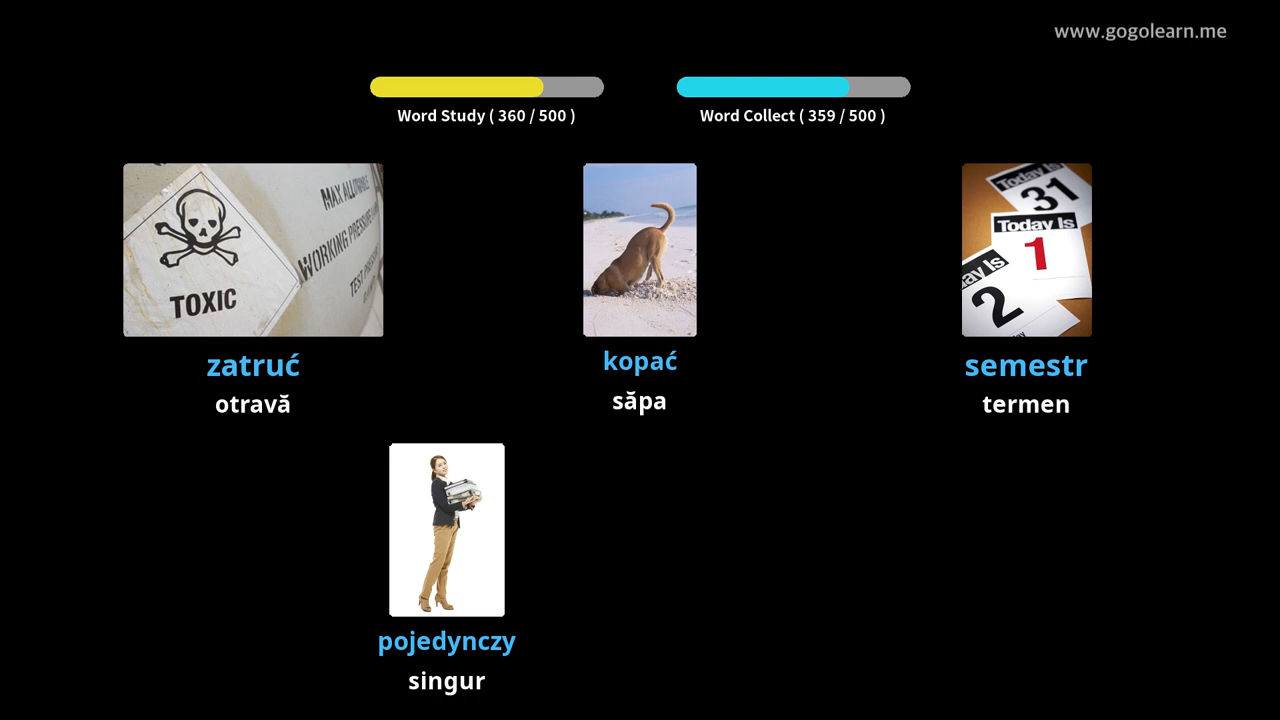 www.gogolearn.me
Word Study ( 360 / 500 )
Word Collect ( 359 / 500 )
TOXIC
MAX ALLOWABLE
WORKING PRESSURE
TEST
Today Is
31
Today Is
1
ay Is
2
zatruć
kopać
semestr
otravă
săpa
termen
pojedynczy
singur